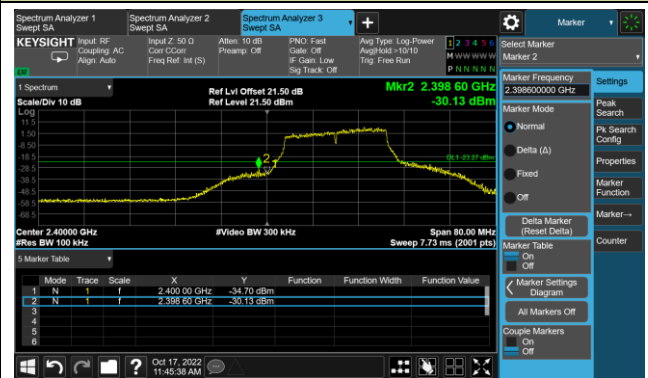 Spectrum Analyzer 1
Swept SA
Spectrum Analyzer 2
Swept SA
Spectrum Analyzer 3
Swept SA
Marker
KEYSIGHT
Input: RF
Coupling: AC
Align: Auto
Input Z: 50 Ω
Corr CCorr
Freq Ref: Int (S)
Atten: 10 dB
Preamp: Off
PNO: Fast
Gate: Off
IF Gain: Low
Sig Track: Off
Avg Type: Log-Power
Avg|Hold:>10/10
Trig: Free Run
1 2 3 4 5 6
M W W W W W
P N N N N N
1 Spectrum
Scale/Div 10 dB
Log
Ref Lvl Offset 21.50 dB
Ref Level 21.50 dBm
Mkr2 2.398 60 GHz
-30.13 dBm
11.5
1.50
-8.50
-18.5
-28.5
-38.5
-48.5
-58.5
-68.5
2
1
DL1 -23.27 dBm
Center 2.40000 GHz
#Res BW 100 kHz
#Video BW 300 kHz
Span 80.00 MHz
Sweep 7.73 ms (2001 pts)
5 Marker Table
Mode Trace Scale X Y Function Function Width Function Value
1 N 1 f 2.400 00 GHz -34.70 dBm
2 N 1 f 2.398 60 GHz -30.13 dBm
3
4
5
6
Oct 17, 2022
11:45:38 AM
Select Marker
Marker 2
Marker Frequency
2.398600000 GHz
Marker Mode
Normal
Delta (Δ)
Fixed
Off
Delta Marker
(Reset Delta)
Marker Table
On
Off
Marker Settings
Diagram
All Markers Off
Couple Markers
On
Off
Settings
Peak
Search
Pk Search
Config
Properties
Marker
Function
Marker→
Counter